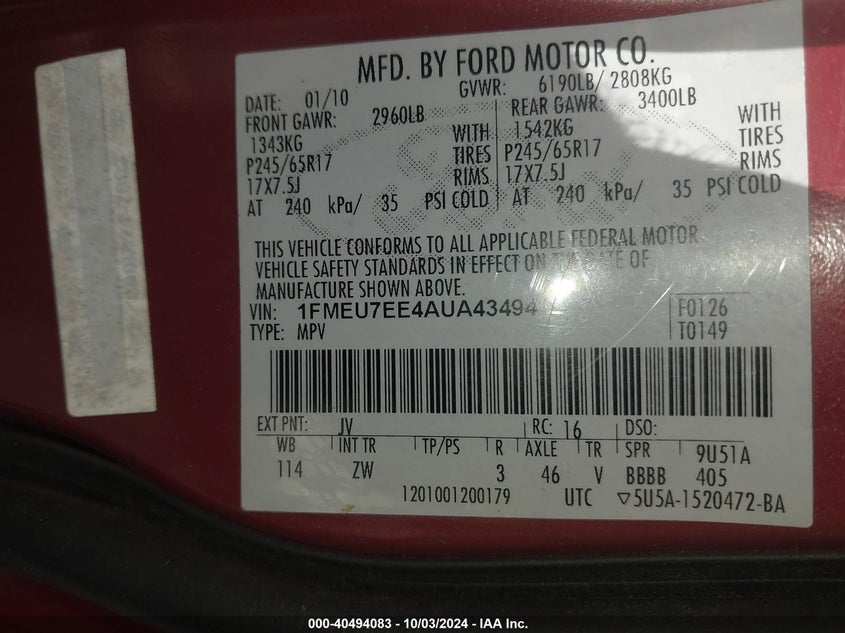 MFD. BY FORD MOTOR CO.
DATE: 01/10 GVWR: 6190LB/ 2808KG
FRONT GAWR: 2960LB REAR GAWR: 3400LB
1343KG WITH 1542KG WITH
P245/65R17 TIRES P245/65R17 TIRES
17X7.5J RIMS 17X7.5J RIMS
AT 240 kPa/ 35 PSI COLD AT 240 kPa/ 35 PSI COLD
THIS VEHICLE CONFORMS TO ALL APPLICABLE FEDERAL MOTOR
VEHICLE SAFETY STANDARDS IN EFFECT ON THE DATE OF
MANUFACTURE SHOWN ABOVE.
VIN: 1FMEU7EE4AUA43494 F0126
TYPE: MPV T0149
EXT PNT: JV RC: 16 DSO:
WB INT TR TP/PS R AXLE TR SPR 9U51A
114 ZW 3 46 V BBBB 405
1201001200179 UTC ▽5U5A-1520472-BA
000-40494083 - 10/03/2024 - IAA Inc.